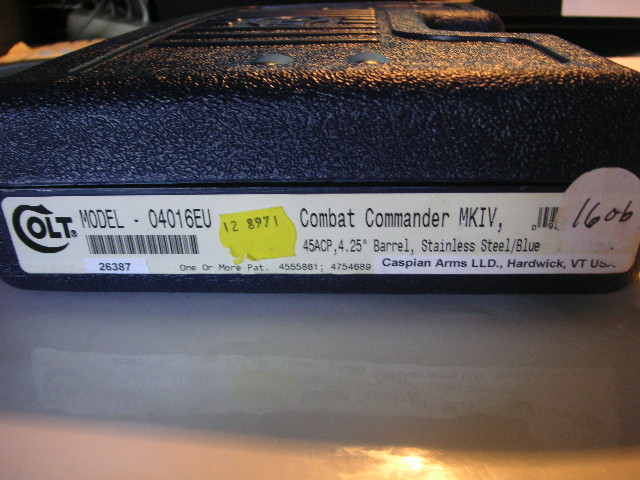 COLT® MODEL - 04016EU
12 8971
Combat Commander MKIV,
1606
45ACP,4.25" Barrel, Stainless Steel/Blue
26387
One Or More Pat. 4555861; 4754689
Caspian Arms LLD., Hardwick, VT USA